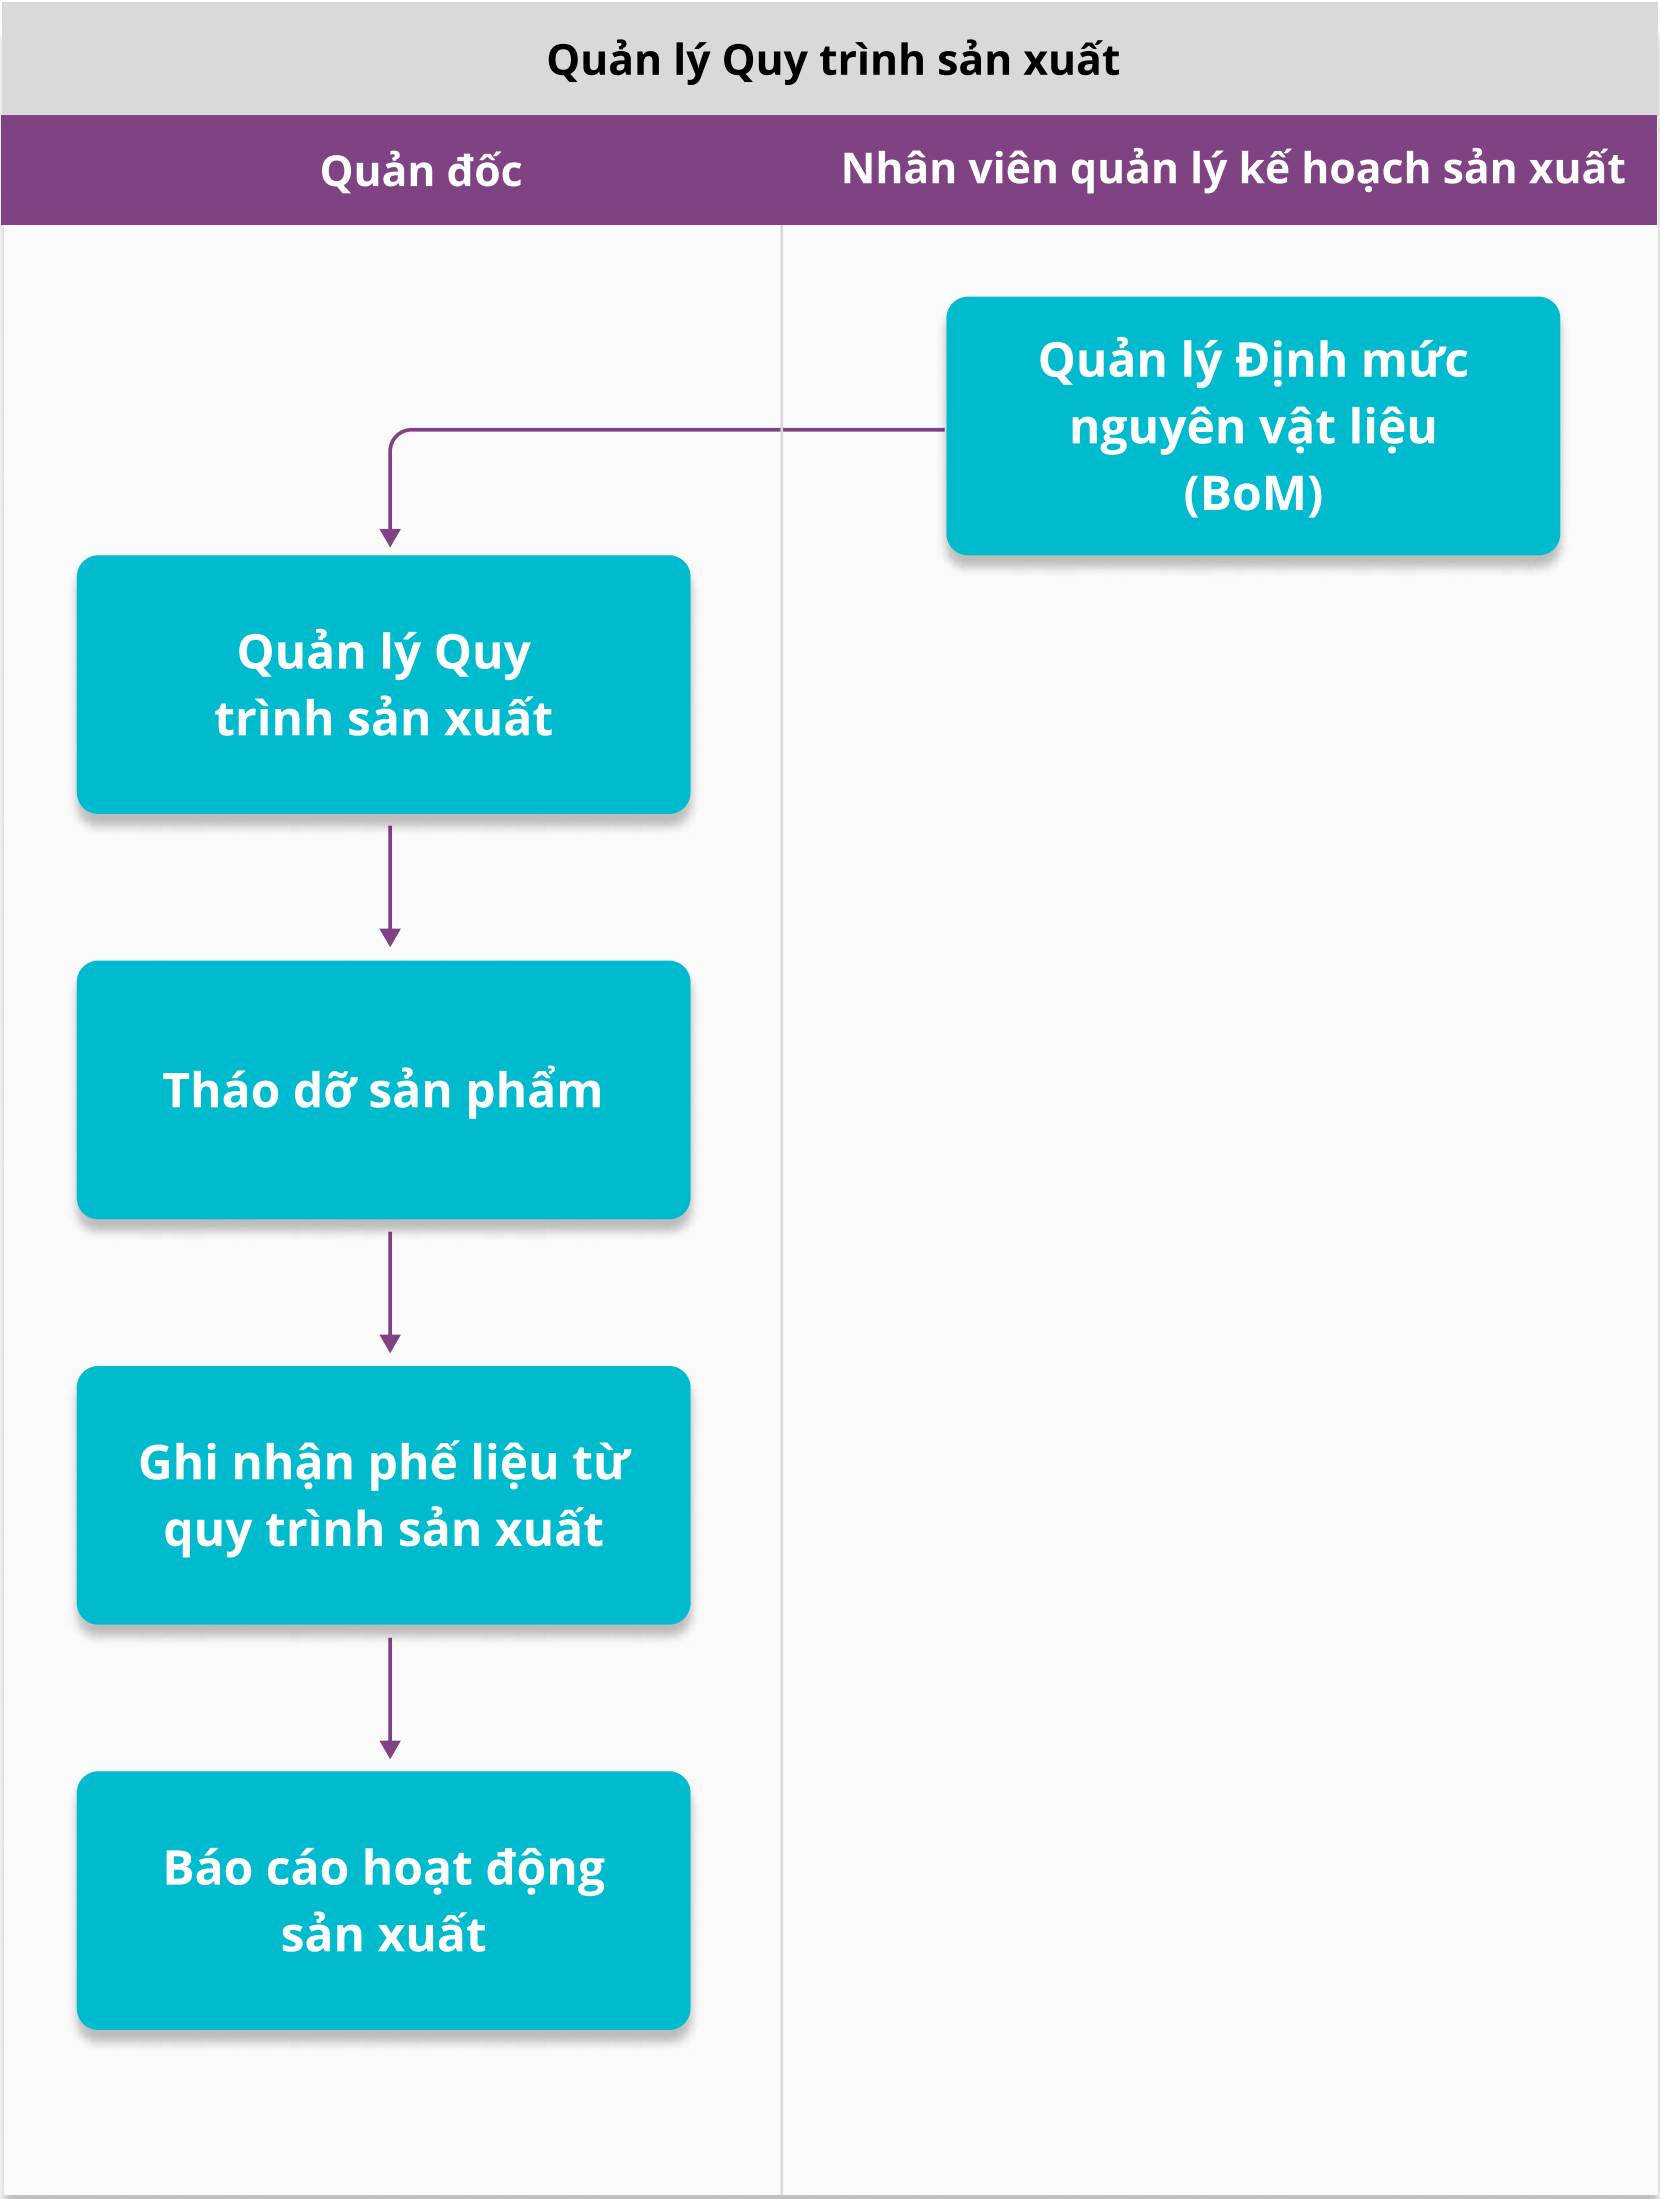 Quản lý Quy trình sản xuất
Quản đốc
Nhân viên quản lý kế hoạch sản xuất
Quản lý Định mức
nguyên vật liệu
(BoM)
Quản lý Quy
trình sản xuất
Tháo dỡ sản phẩm
Ghi nhận phế liệu từ
quy trình sản xuất
Báo cáo hoạt động
sản xuất